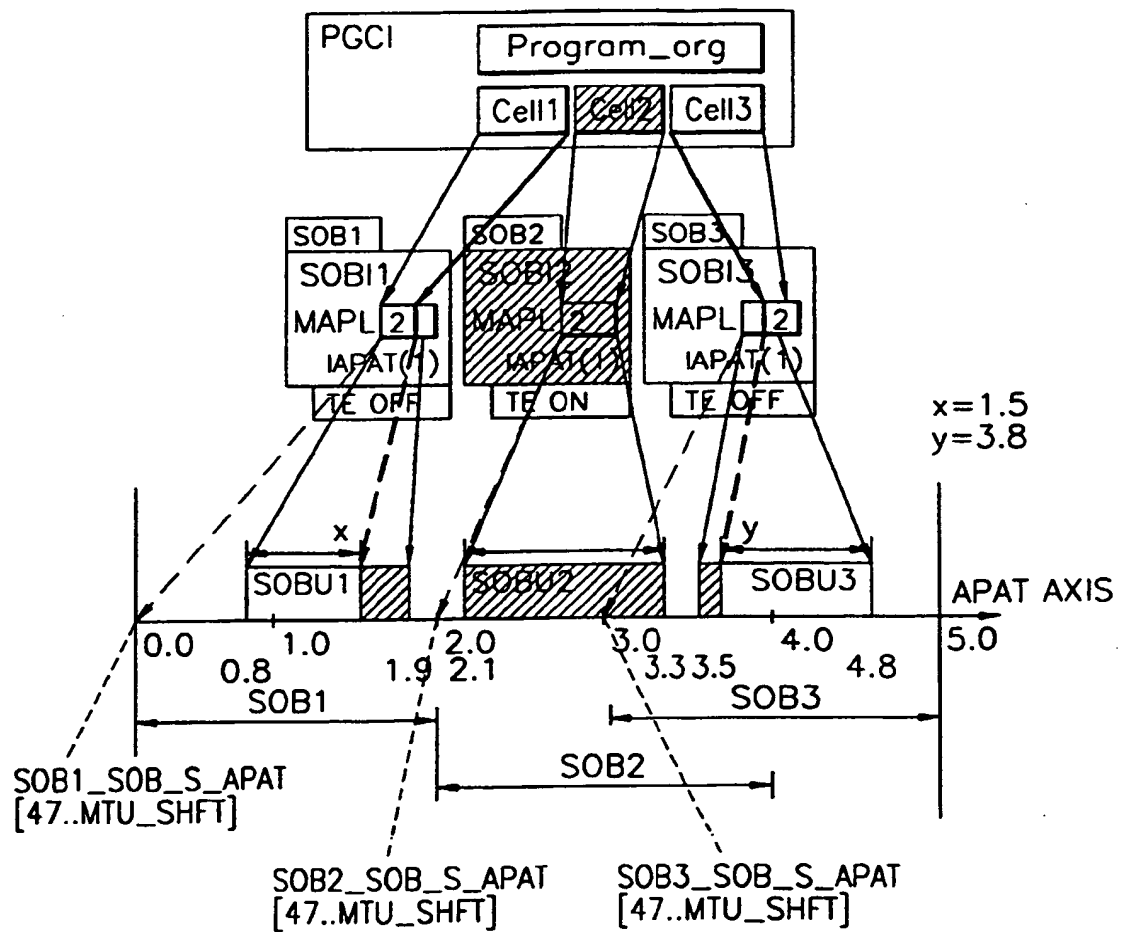 PGCI
Program_org
Cell1 Cell2 Cell3
SOB1 SOB2 SOB3
SOBI1 SOBI2 SOBI3
MAPL 2 MAPL 2 MAPL 2
IAPAT(1) IAPAT(1) IAPAT(1)
TE OFF TE ON TE OFF
x=1.5
y=3.8
x y
SOBU1 SOBU2 SOBU3 APAT AXIS
0.0 1.0 2.0 3.0 4.0 5.0
0.8 1.9 2.1 3.3 3.5 4.8
SOB1 SOB3
SOB2
SOB1_SOB_S_APAT
[47..MTU_SHFT]
SOB2_SOB_S_APAT SOB3_SOB_S_APAT
[47..MTU_SHFT] [47..MTU_SHFT]